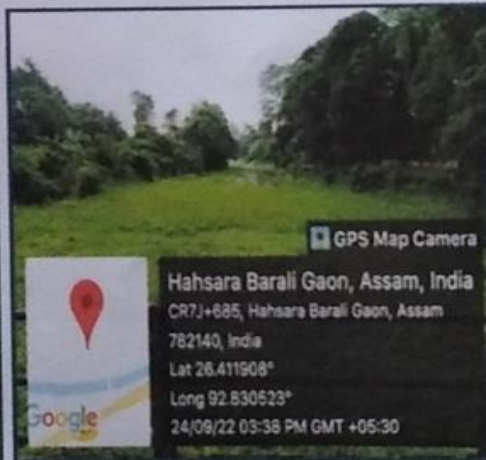 GPS Map Camera
Hahsara Barali Gaon, Assam, India
CR7J+685, Hahsara Barali Gaon, Assam
782140, India
Lat 26.411908°
Long 92.830523°
24/09/22 03:38 PM GMT +05:30
Google